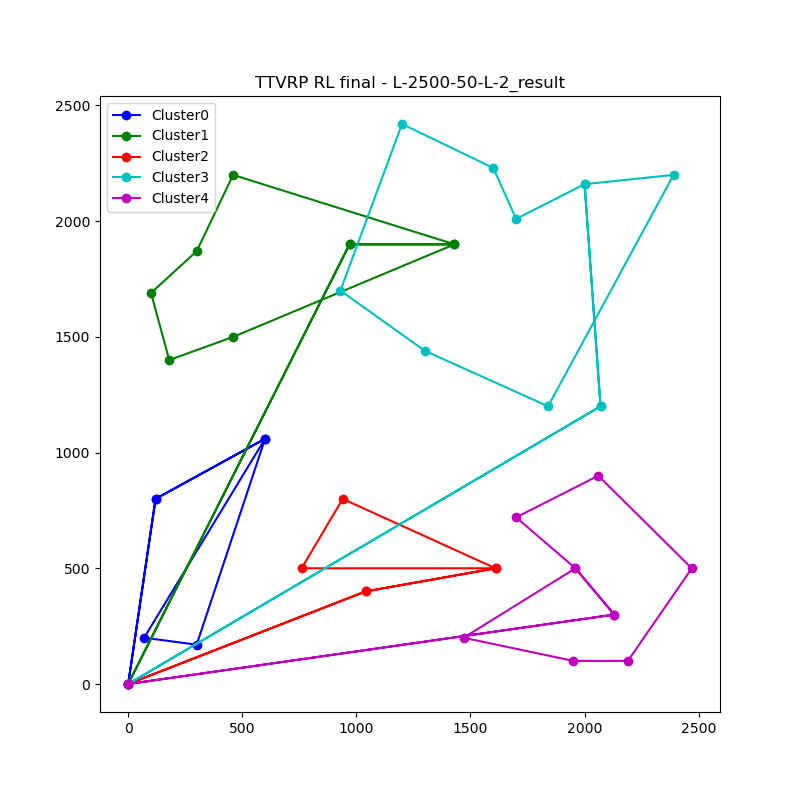 TTVRP RL final - L-2500-50-L-2_result
Cluster0
Cluster1
Cluster2
Cluster3
Cluster4
2500
2000
1500
1000
500
0
0 500 1000 1500 2000 2500